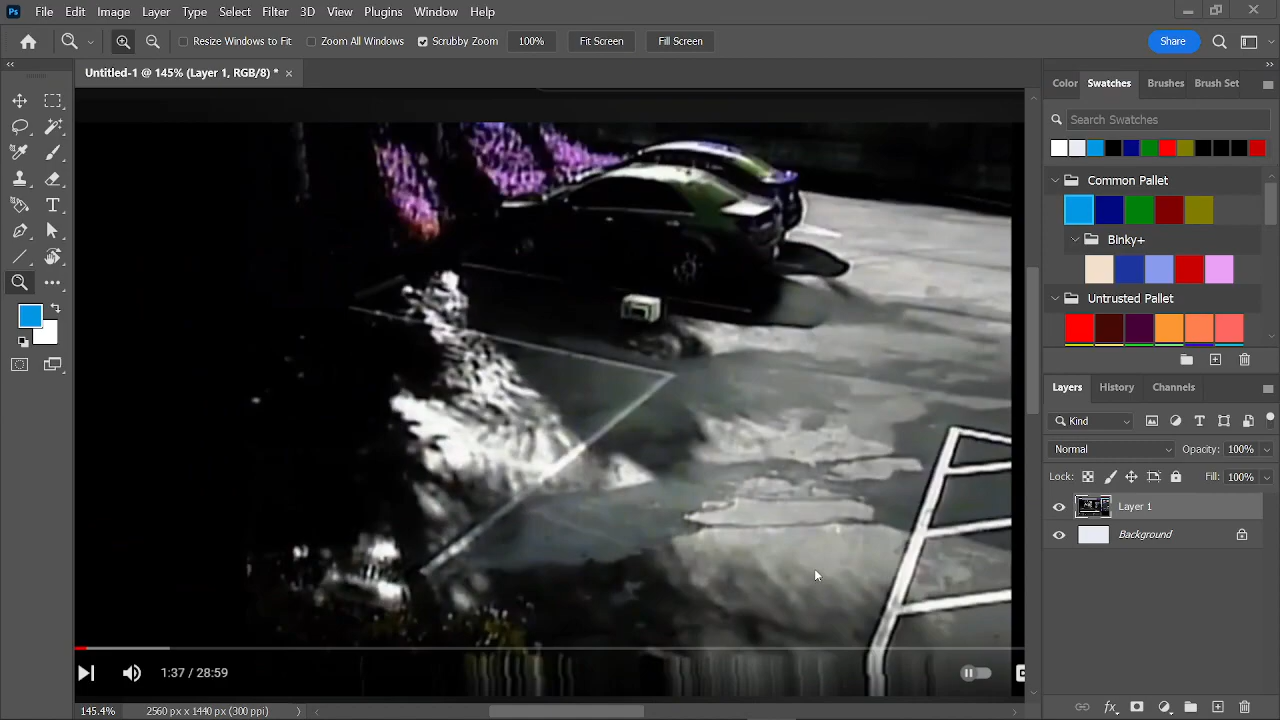 Ps File Edit Image Layer Type Select Filter 3D View Plugins Window Help
Resize Windows to Fit Zoom All Windows Scrubby Zoom 100% Fit Screen Fill Screen Share
Untitled-1 @ 145% (Layer 1, RGB/8) *
Color Swatches Brushes Brush Set
Search Swatches
Common Pallet
Binky+
Untrusted Pallet
Layers History Channels
Kind
Normal Opacity: 100%
Lock: Fill: 100%
Layer 1
Background
1:37 / 28:59
145.4% 2560 px x 1440 px (300 ppi)